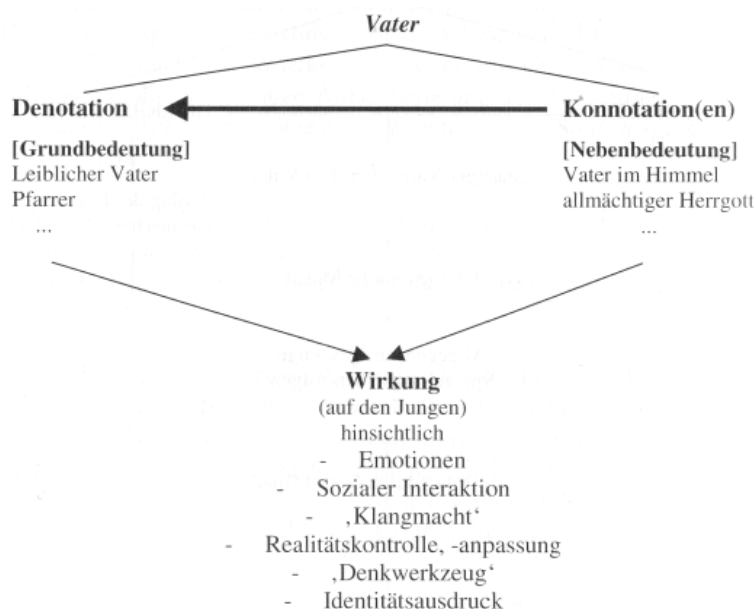 Vater
Denotation
[Grundbedeutung]
Leiblicher Vater
Pfarrer
...
Konnotation(en)
[Nebenbedeutung]
Vater im Himmel
allmächtiger Herrgott
...
Wirkung
(auf den Jungen)
hinsichtlich
- Emotionen
- Sozialer Interaktion
- ‚Klangmacht‘
- Realitätskontrolle, -anpassung
- ‚Denkwerkzeug‘
- Identitätsausdruck